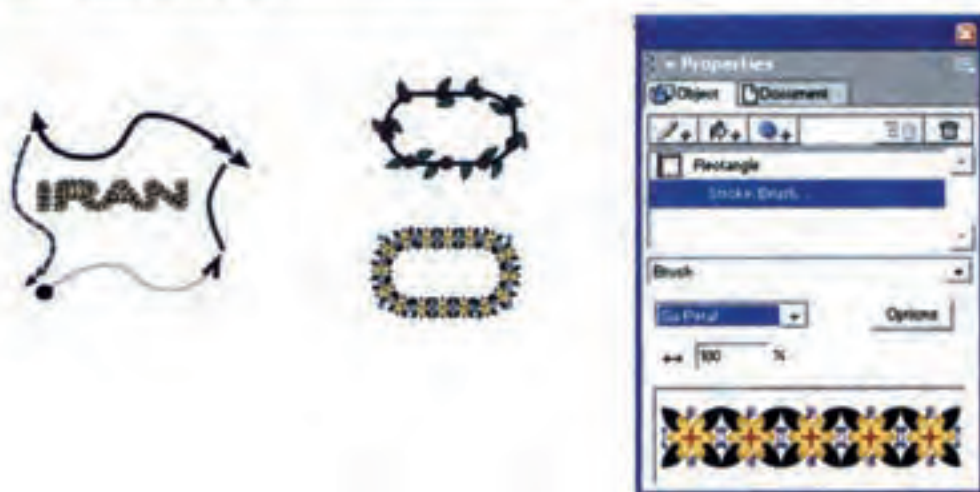 IRAN
Properties
Object Document
Rectangle
Stroke: Brush...
Brush
Options
100 %